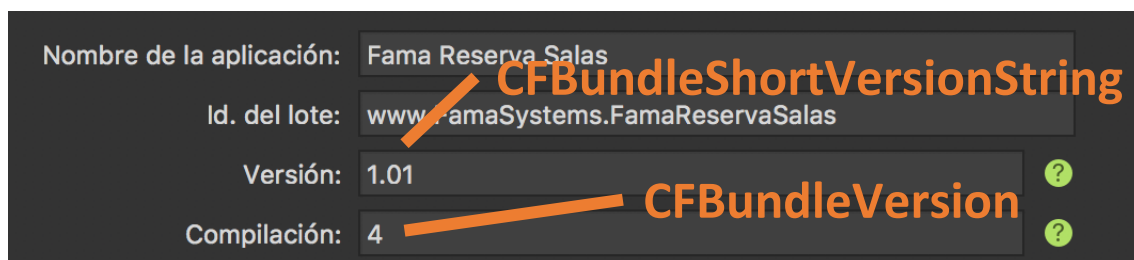 Nombre de la aplicación: Fama Reserva Salas
CFBundleShortVersionString
Id. del lote: www.FamaSystems.FamaReservaSalas
Versión: 1.01 ?
CFBundleVersion
Compilación: 4 ?